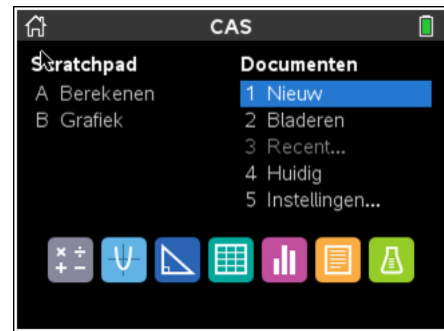 CAS
Scratchpad
A Berekenen
B Grafiek
Documenten
1 Nieuw
2 Bladeren
3 Recent...
4 Huidig
5 Instellingen...